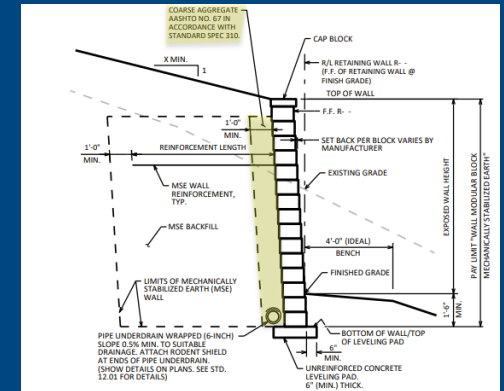 COARSE AGGREGATE
AASHTO NO. 67 IN
ACCORDANCE WITH
STANDARD SPEC 310.
CAP BLOCK
R/L RETAINING WALL R- -
(F.F. OF RETAINING WALL @
FINISH GRADE)
X MIN.
1
TOP OF WALL
F.F. R- -
1'-0"
MIN.
1'-0"
MIN.
REINFORCEMENT LENGTH
SET BACK PER BLOCK VARIES BY
MANUFACTURER
MSE WALL
REINFORCEMENT,
TYP.
EXISTING GRADE
MSE BACKFILL
4'-0" (IDEAL)
BENCH
EXPOSED WALL HEIGHT
PAY LIMIT "WALL MODULAR BLOCK
MECHANICALLY STABILIZED EARTH"
FINISHED GRADE
LIMITS OF MECHANICALLY
STABILIZED EARTH (MSE)
WALL
1'-6"
MIN.
PIPE UNDERDRAIN WRAPPED (6-INCH)
SLOPE 0.5% MIN. TO SUITABLE
DRAINAGE. ATTACH RODENT SHIELD
AT ENDS OF PIPE UNDERDRAIN.
(SHOW DETAILS ON PLANS. SEE STD.
12.01 FOR DETAILS)
6"
MIN.
BOTTOM OF WALL/TOP
OF LEVELING PAD
UNREINFORCED CONCRETE
LEVELING PAD.
6" (MIN.) THICK.